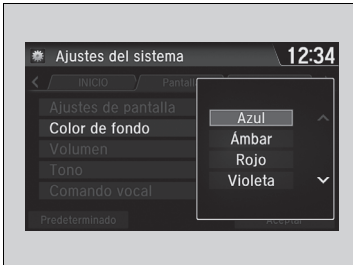 Ajustes del sistema
12:34
INICIO
Pantall
Ajustes de pantalla
Color de fondo
Volumen
Tono
Comando vocal
Azul
Ámbar
Rojo
Violeta
Predeterminado
Aceptar